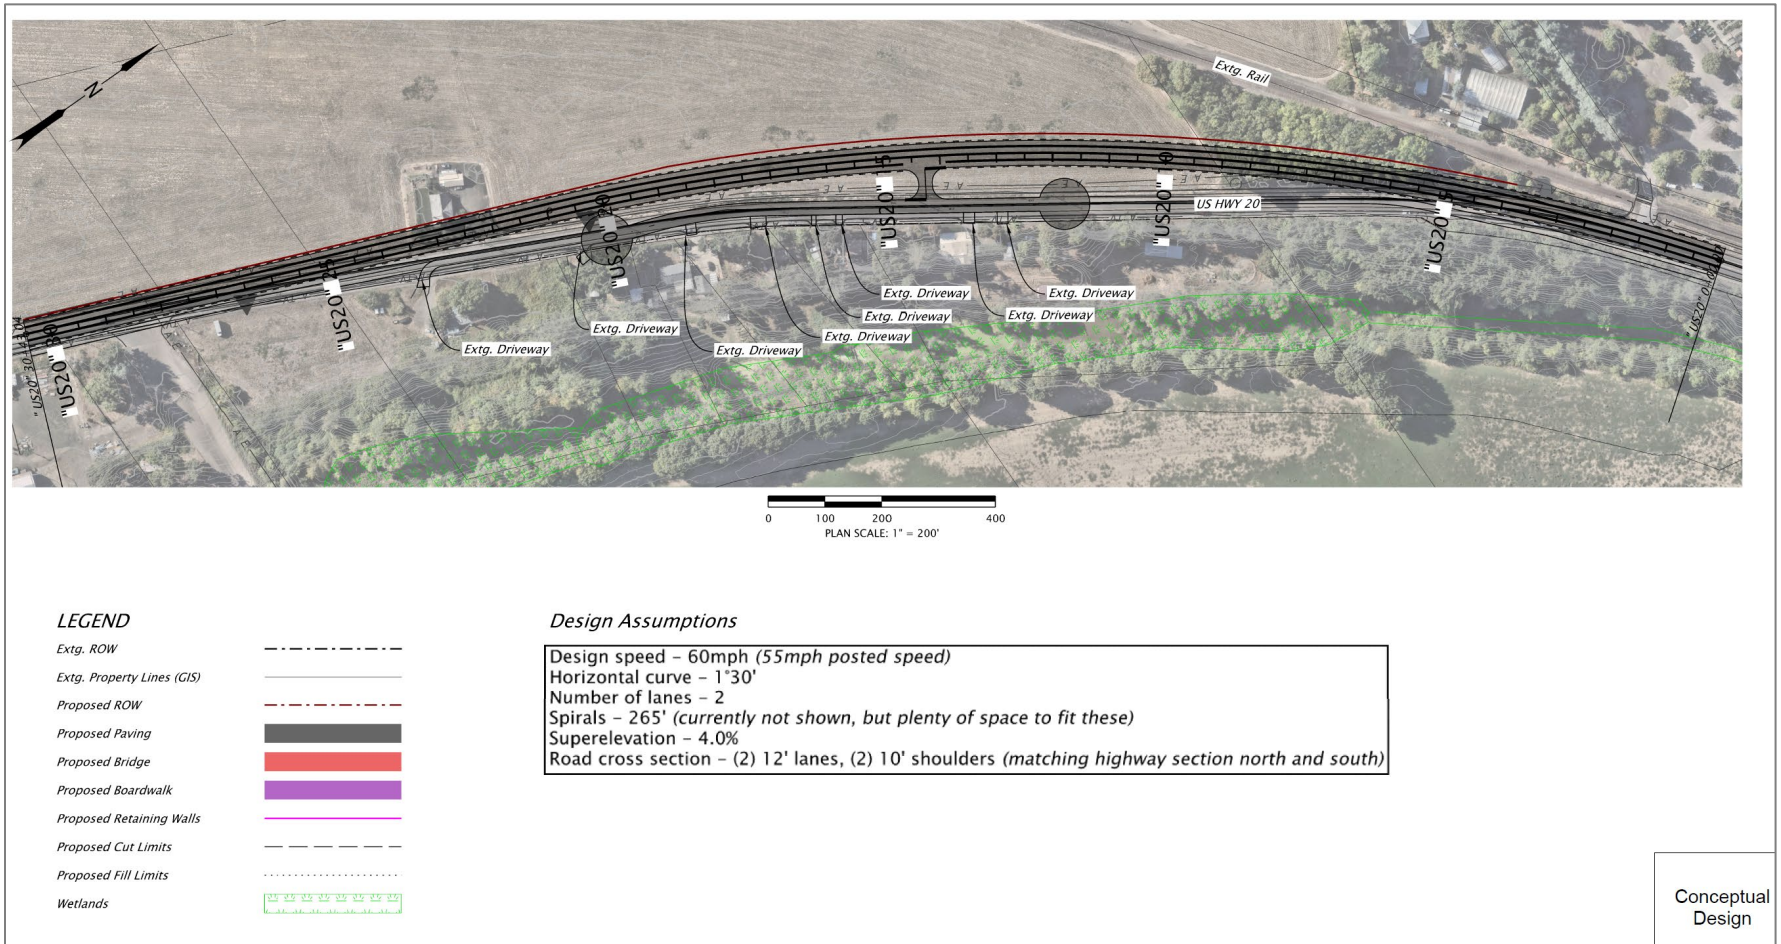 N
Extg. Rail
US HWY 20
"US20" 5
"US20" 15
"US20" 20
"US20" 25
"US20" 30
Extg. Driveway
Extg. Driveway
Extg. Driveway
Extg. Driveway
Extg. Driveway
Extg. Driveway
Extg. Driveway
Extg. Driveway
0 100 200 400
PLAN SCALE: 1" = 200'
LEGEND
Extg. ROW
Extg. Property Lines (GIS)
Proposed ROW
Proposed Paving
Proposed Bridge
Proposed Boardwalk
Proposed Retaining Walls
Proposed Cut Limits
Proposed Fill Limits
Wetlands
Design Assumptions
Design speed – 60mph (55mph posted speed)
Horizontal curve – 1°30'
Number of lanes – 2
Spirals – 265' (currently not shown, but plenty of space to fit these)
Superelevation – 4.0%
Road cross section – (2) 12' lanes, (2) 10' shoulders (matching highway section north and south)
Conceptual
Design